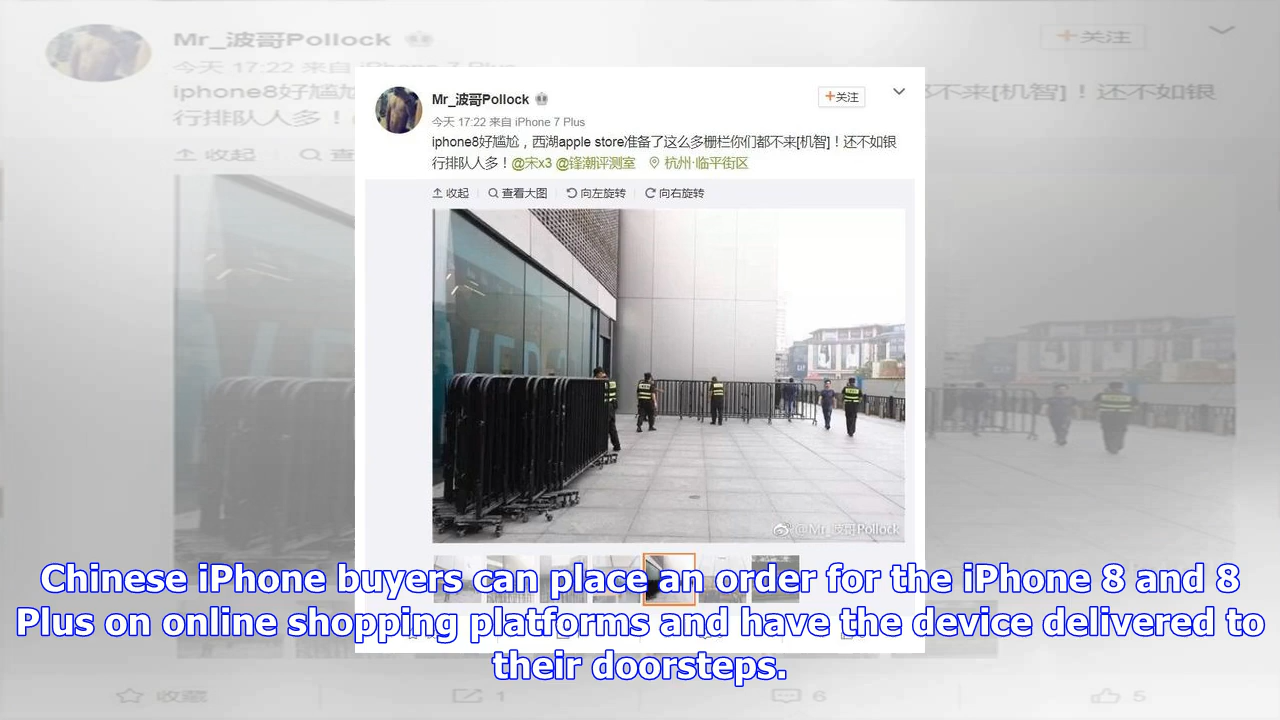 Mr_波哥Pollock
+关注
今天 17:22 来自 iPhone 7 Plus
iphone8好尴尬，西湖apple store准备了这么多栅栏你们都不来[机智]！还不如银
行排队人多！@宋x3 @锋潮评测室 杭州·临平街区
收起 查看大图 向左旋转 向右旋转
@Mr_波哥Pollock
Chinese iPhone buyers can place an order for the iPhone 8 and 8
Plus on online shopping platforms and have the device delivered to
their doorsteps.
收藏 1 6 5